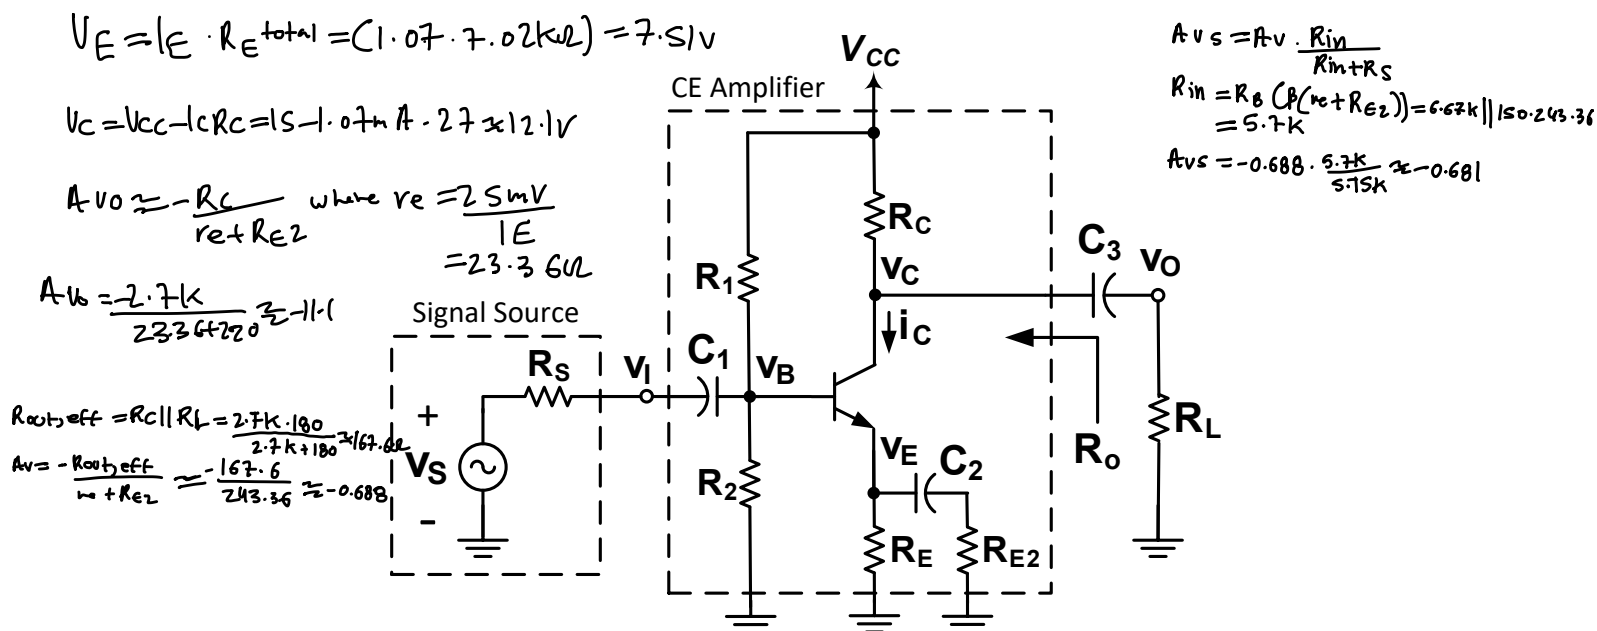 VE = IE · RE total = (1.07 · 7.02kΩ) = 7.51v
VC = VCC - ICRC = 15 - 1.07mA · 27 ≈ 12.1V
Avo ≅ -RC / re + RE2 where re = 25mV / IE
= 23.36Ω
Avo = -2.7k / 23.36+220 ≅ -11.1
Rout,eff = RC || RL = 2.7k · 180 / 2.7k + 180 ≈ 167.6Ω
Av = -Rout,eff / re + RE2 ≅ -167.6 / 243.36 ≅ -0.688
Avs = Av · Rin / Rin + RS
Rin = RB (β(re + RE2)) = 6.67k || 150·243.36
= 5.7k
Avs = -0.688 · 5.7k / 5.75k ≈ -0.681
VCC
CE Amplifier
RC
C3
vO
vC
R1
iC
Signal Source
RS
vI
C1
vB
+
vS
-
RL
Ro
vE
C2
R2
RE
RE2